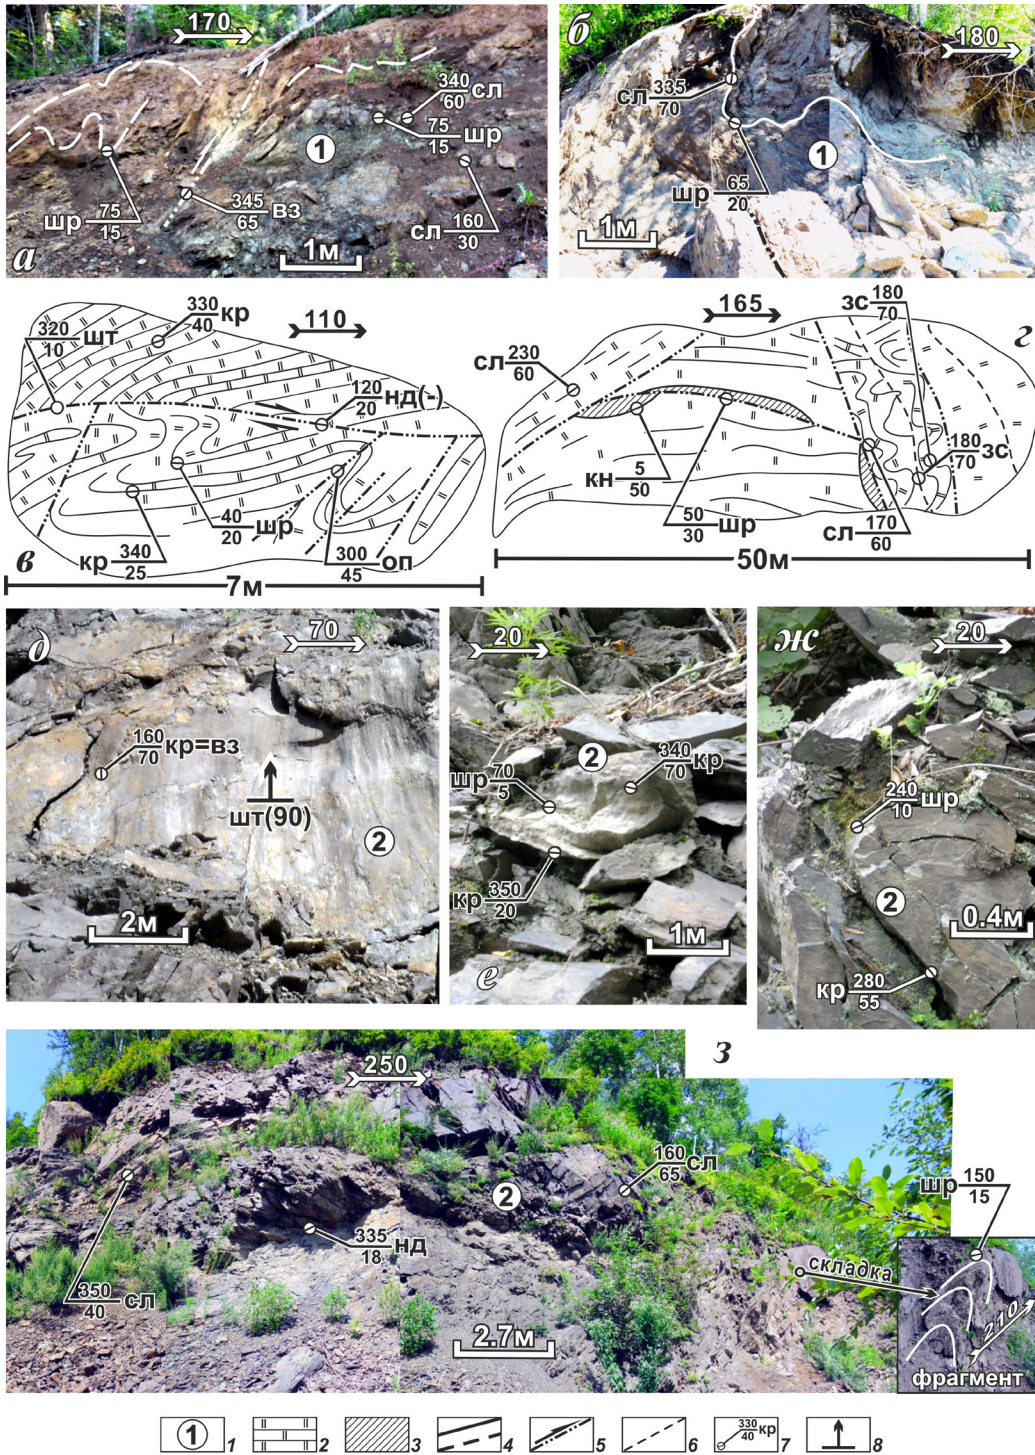 170
340
60 сл
75
15 шр
1
шр 75
15
345
65 вз
сл 160
30
1м
а
б
180
сл 335
70
1
шр 65
20
1м
320
10 шт
330
40 кр
110
120
20 нд(-)
40
20 шр
кр 340
25
300
45 оп
в
7м
165
зс 180
70
г
сл 230
60
кн 5
50
50
30 шр
180
70 зс
сл 170
60
50м
д
70
160
70 кр=вз
шт(90)
2
2м
20
2
340
70 кр
шр 70
5
кр 350
20
1м
е
ж
20
240
10 шр
2
0.4м
кр 280
55
з
250
2
160
65 сл
335
18 нд
350
40 сл
2.7м
шр 150
15
складка
210
фрагмент
1 1
2
3
4
5
6
330
40 кр 7
8